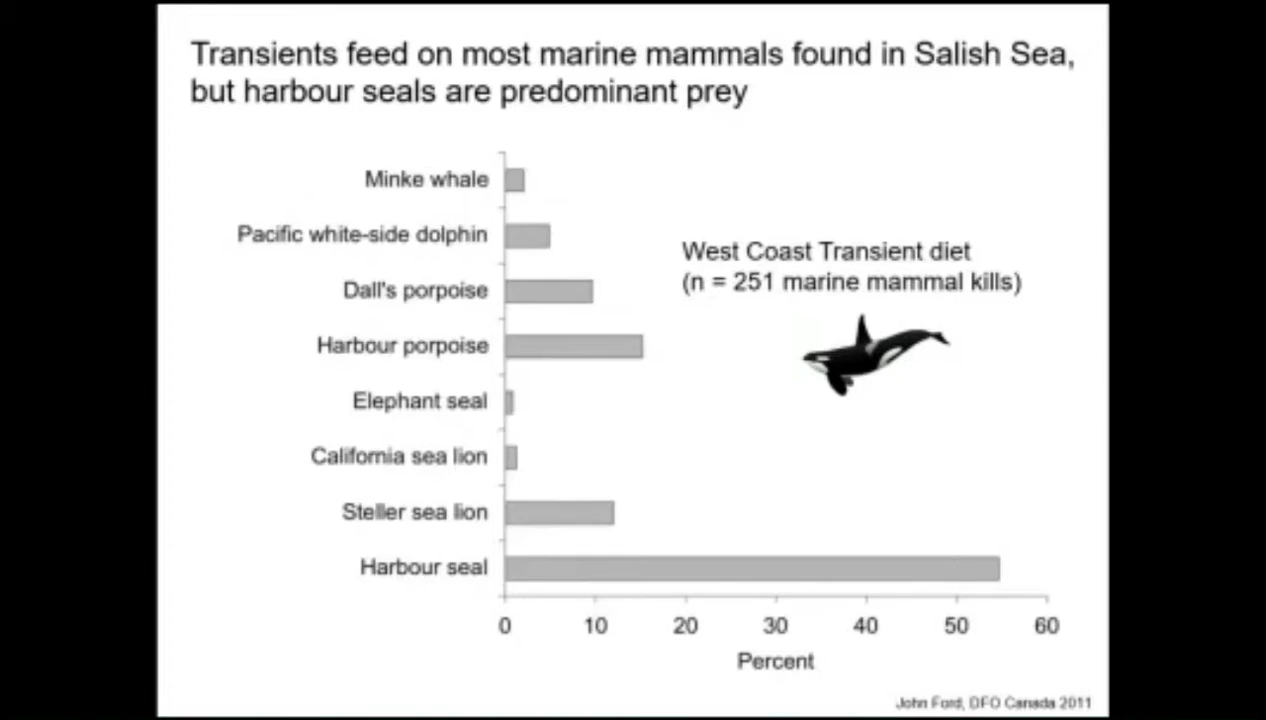 Transients feed on most marine mammals found in Salish Sea,
but harbour seals are predominant prey
Minke whale
Pacific white-side dolphin
Dall's porpoise
Harbour porpoise
Elephant seal
California sea lion
Steller sea lion
Harbour seal
West Coast Transient diet
(n = 251 marine mammal kills)
0 10 20 30 40 50 60
Percent
John Ford, DFO Canada 2011